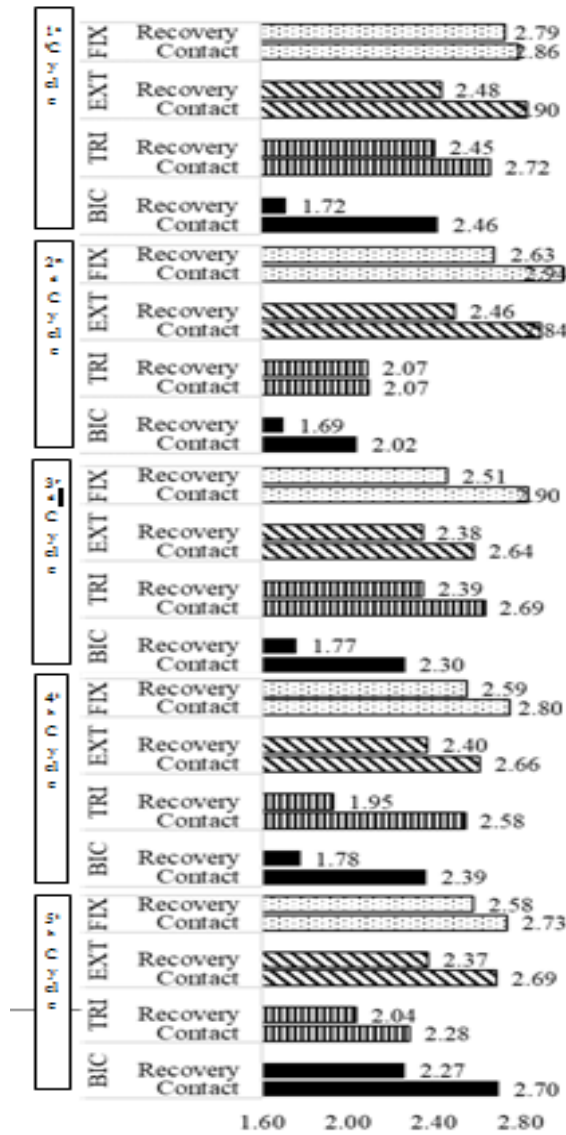 1st Cycle
FIX Recovery 2.79
Contact 2.86
EXT Recovery 2.48
Contact .90
TRI Recovery 2.45
Contact 2.72
BIC Recovery 1.72
Contact 2.46
Cycle
FIX Recovery 2.63
Contact 2.94
EXT Recovery 2.46
Contact 2.84
TRI Recovery 2.07
Contact 2.07
BIC Recovery 1.69
Contact 2.02
Cycle
FIX Recovery 2.51
Contact 2.90
EXT Recovery 2.38
Contact 2.64
TRI Recovery 2.39
Contact 2.69
BIC Recovery 1.77
Contact 2.30
Cycle
FIX Recovery 2.59
Contact 2.80
EXT Recovery 2.40
Contact 2.66
TRI Recovery 1.95
Contact 2.58
BIC Recovery 1.78
Contact 2.39
Cycle
FIX Recovery 2.58
Contact 2.73
EXT Recovery 2.37
Contact 2.69
TRI Recovery 2.04
Contact 2.28
BIC Recovery 2.27
Contact 2.70
1.60 2.00 2.40 2.80